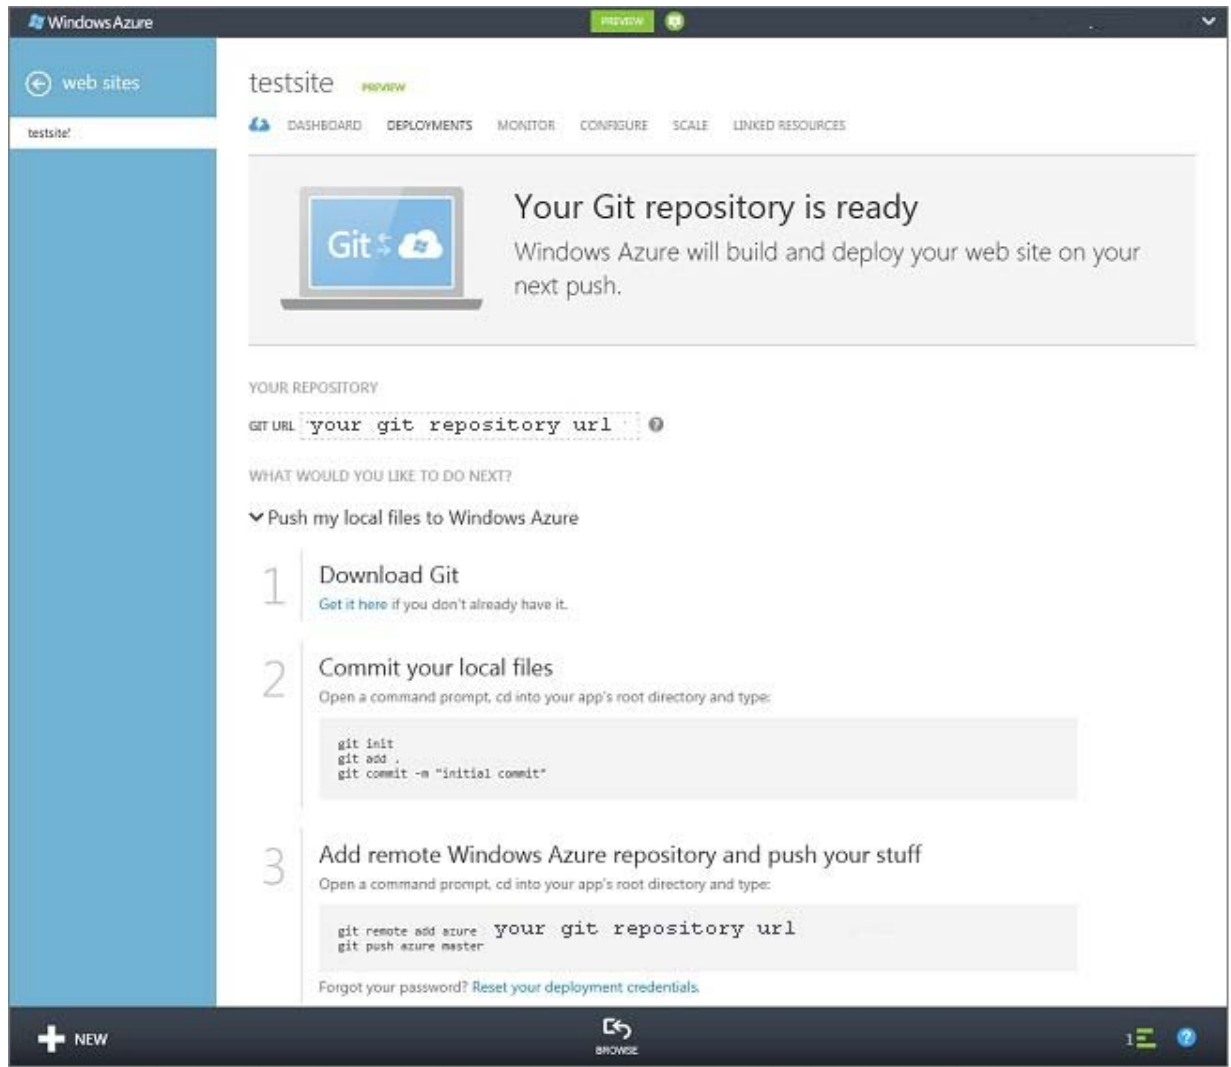 Windows Azure
PREVIEW
web sites
testsite!
testsite PREVIEW
DASHBOARD DEPLOYMENTS MONITOR CONFIGURE SCALE LINKED RESOURCES
Git
Your Git repository is ready
Windows Azure will build and deploy your web site on your
next push.
YOUR REPOSITORY
GIT URL your git repository url ?
WHAT WOULD YOU LIKE TO DO NEXT?
Push my local files to Windows Azure
1 Download Git
Get it here if you don't already have it.
2 Commit your local files
Open a command prompt, cd into your app's root directory and type:
git init
git add .
git commit -m "initial commit"
3 Add remote Windows Azure repository and push your stuff
Open a command prompt, cd into your app's root directory and type:
git remote add azure your git repository url
git push azure master
Forgot your password? Reset your deployment credentials.
NEW
BROWSE
1
?